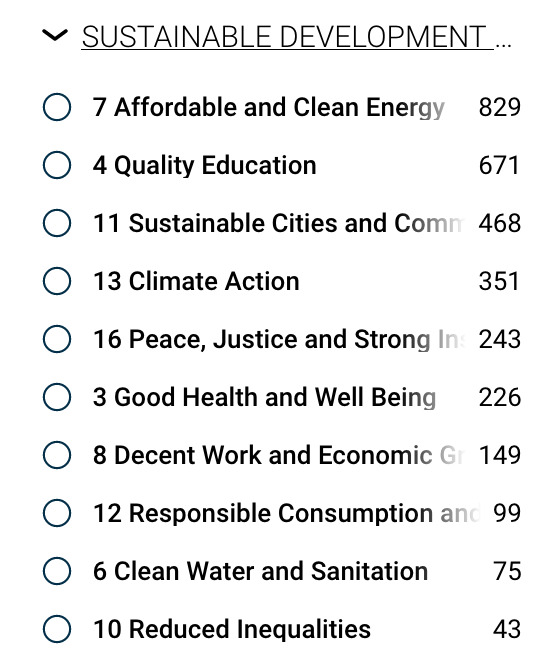 SUSTAINABLE DEVELOPMENT ...
7 Affordable and Clean Energy 829
4 Quality Education 671
11 Sustainable Cities and Comm 468
13 Climate Action 351
16 Peace, Justice and Strong In 243
3 Good Health and Well Being 226
8 Decent Work and Economic Gr 149
12 Responsible Consumption and 99
6 Clean Water and Sanitation 75
10 Reduced Inequalities 43